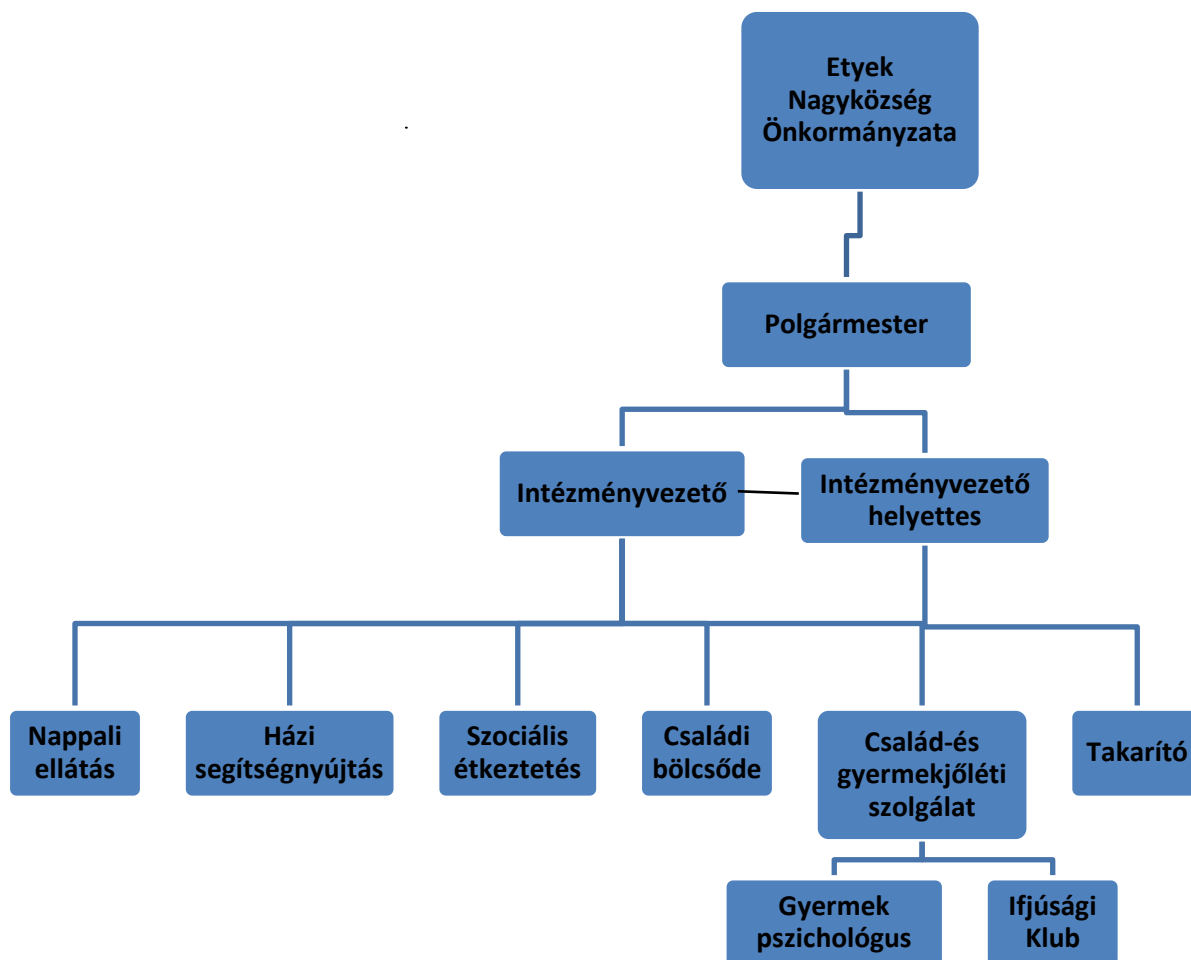 Etyek
Nagyközség
Önkormányzata
Polgármester
Intézményvezető
Intézményvezető
helyettes
Nappali
ellátás
Házi
segítségnyújtás
Szociális
étkeztetés
Családi
bölcsőde
Család-és
gyermekjőléti
szolgálat
Takarító
Gyermek
pszichológus
Ifjúsági
Klub